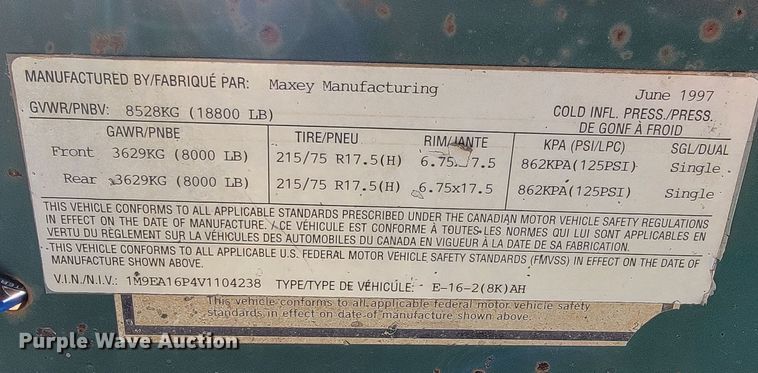 MANUFACTURED BY/FABRIQUÉ PAR: Maxey Manufacturing June 1997
GVWR/PNBV: 8528KG (18800 LB) COLD INFL. PRESS./PRESS.
DE GONF À FROID
GAWR/PNBE TIRE/PNEU RIM/JANTE KPA (PSI/LPC) SGL/DUAL
Front 3629KG (8000 LB) 215/75 R17.5(H) 6.75x 7.5 862KPA(125PSI) Single
Rear 3629KG (8000 LB) 215/75 R17.5(H) 6.75x17.5 862KPA(125PSI) Single
THIS VEHICLE CONFORMS TO ALL APPLICABLE STANDARDS PRESCRIBED UNDER THE CANADIAN MOTOR VEHICLE SAFETY REGULATIONS
IN EFFECT ON THE DATE OF MANUFACTURE. / CE VÉHICULE EST CONFORME À TOUTES LES NORMES QUI LUI SONT APPLICABLES EN
VERTU DU RÈGLEMENT SUR LA VÉHICULES DES AUTOMOBILES DU CANADA EN VIGUEUR À LA DATE DE SA FABRICATION.
THIS VEHICLE CONFORMS TO ALL APPLICABLE U.S. FEDERAL MOTOR VEHICLE SAFETY STANDARDS (FMVSS) IN EFFECT ON THE DATE OF
MANUFACTURE SHOWN ABOVE.
V.I.N./N.I.V.: 1M9EA16P4V1104238 TYPE/TYPE DE VÉHÍCULE: E-16-2(8K)AH
This vehicle conforms to all applicable federal motor vehicle safety
standards in effect on date of manufacture shown above.
Purple Wave Auction